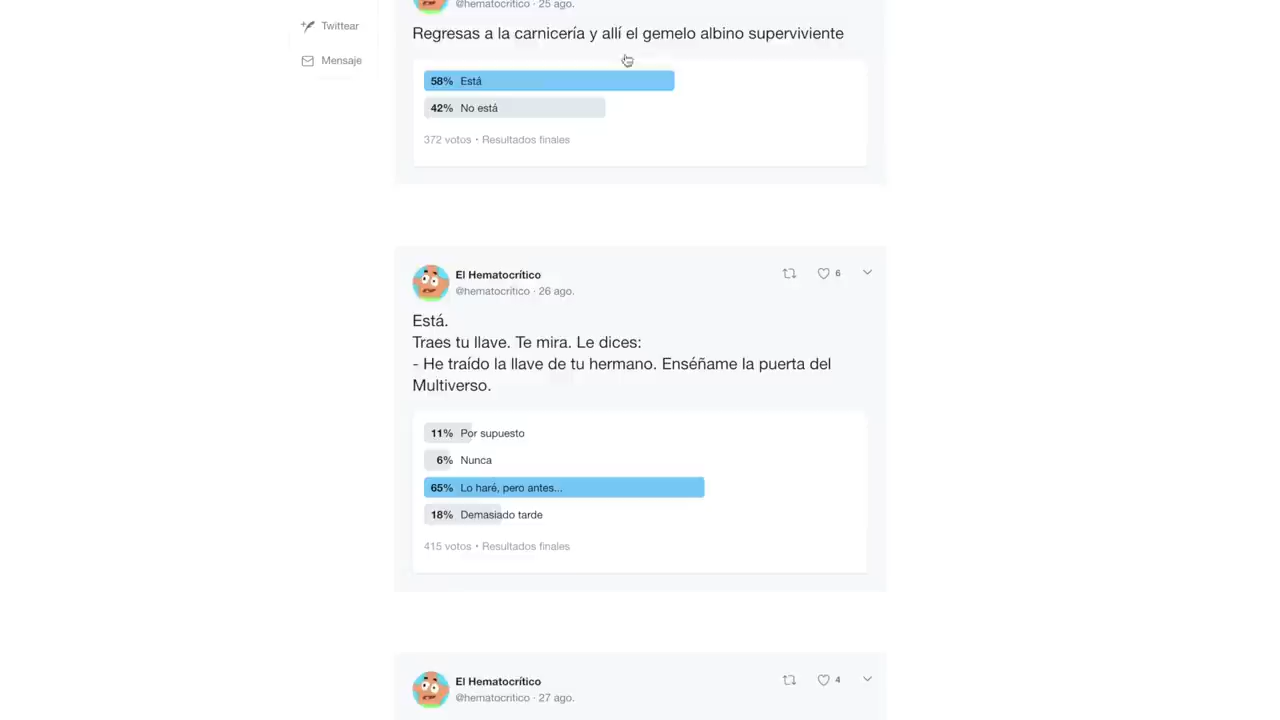 @hematocritico · 25 ago.
Twittear
Regresas a la carnicería y allí el gemelo albino superviviente
Mensaje
58% Está
42% No está
372 votos • Resultados finales
El Hematocrítico
6
@hematocritico · 26 ago.
Está.
Traes tu llave. Te mira. Le dices:
- He traído la llave de tu hermano. Enséñame la puerta del
Multiverso.
11% Por supuesto
6% Nunca
65% Lo haré, pero antes...
18% Demasiado tarde
415 votos • Resultados finales
El Hematocrítico
4
@hematocritico · 27 ago.